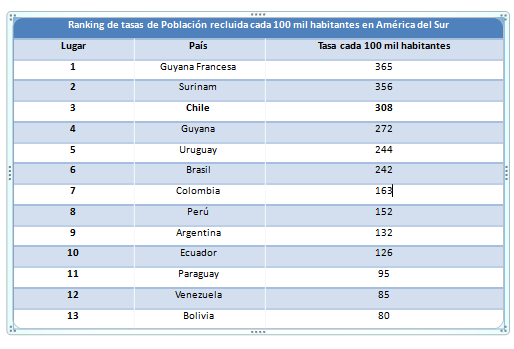 Ranking de tasas de Población recluida cada 100 mil habitantes en América del Sur
Lugar País Tasa cada 100 mil habitantes
1 Guyana Francesa 365
2 Surinam 356
3 Chile 308
4 Guyana 272
5 Uruguay 244
6 Brasil 242
7 Colombia 163
8 Perú 152
9 Argentina 132
10 Ecuador 126
11 Paraguay 95
12 Venezuela 85
13 Bolivia 80